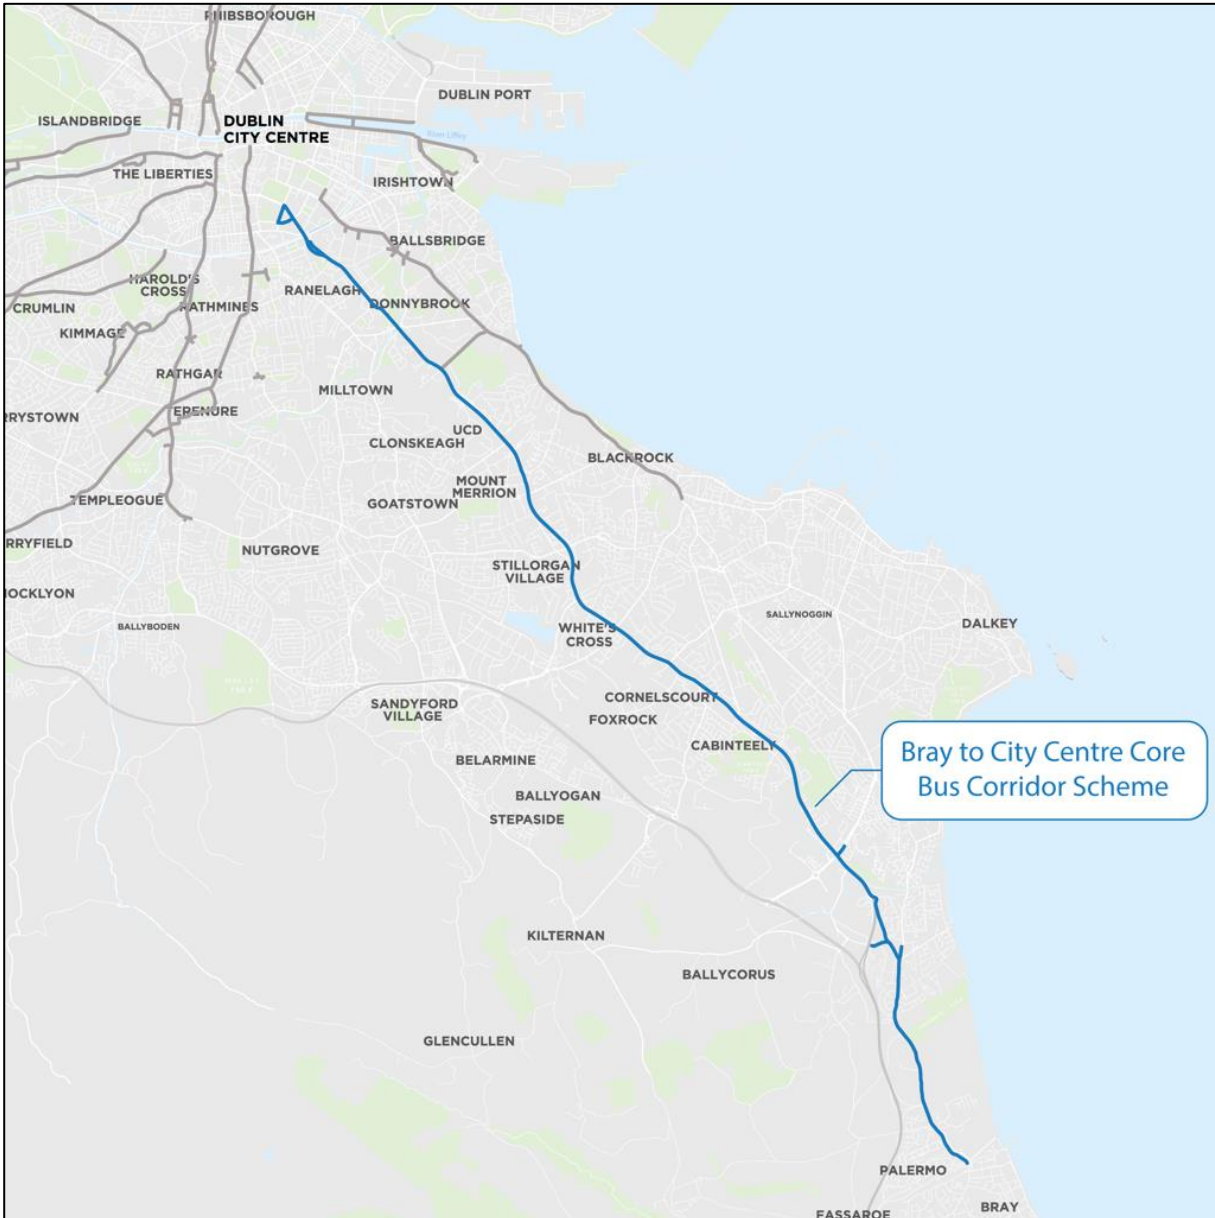 PHIBSBOROUGH
DUBLIN PORT
ISLANDBRIDGE
DUBLIN
CITY CENTRE
River Liffey
THE LIBERTIES
IRISHTOWN
BALLSBRIDGE
HAROLD'S
CROSS
RANELAGH
DONNYBROOK
CRUMLIN
RATHMINES
KIMMAGE
RATHGAR
MILLTOWN
RRYSTOWN
TERENURE
UCD
CLONSKEAGH
BLACKROCK
MOUNT
MERRION
TEMPLEOGUE
GOATSTOWN
RRYFIELD
NUTGROVE
STILLORGAN
VILLAGE
OCKLYON
BALLYBODEN
WHITE'S
CROSS
SALLYNOGGIN
DALKEY
SANDYFORD
VILLAGE
CORNELSCOURT
FOXROCK
CABINTEELY
Bray to City Centre Core
Bus Corridor Scheme
BELARMINE
BALLYOGAN
STEPASIDE
KILTERNAN
BALLYCORUS
GLENCULLEN
PALERMO
BRAY
FASSAROE